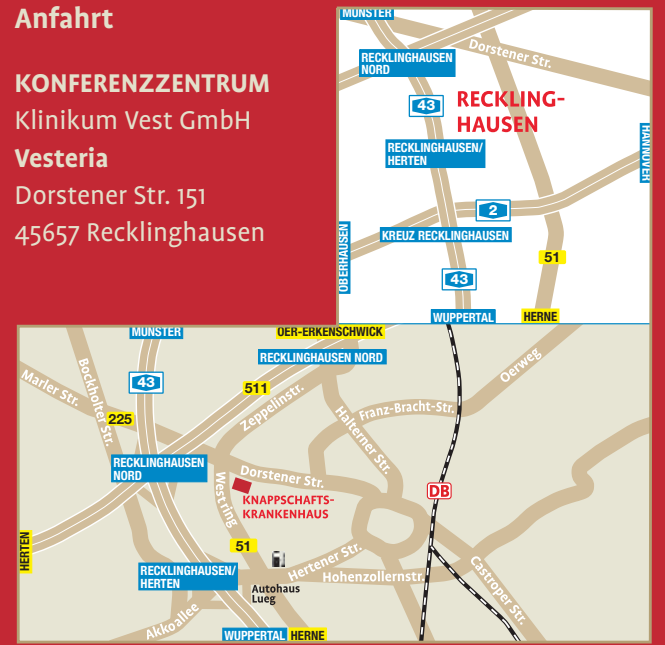 Anfahrt
KONFERENZZENTRUM
Klinikum Vest GmbH
Vesteria
Dorstener Str. 151
45657 Recklinghausen
MÜNSTER
Dorstener Str.
RECKLINGHAUSEN
NORD
43
RECKLING-
HAUSEN
RECKLINGHAUSEN/
HERTEN
HANNOVER
2
KREUZ RECKLINGHAUSEN
OBERHAUSEN
51
43
WUPPERTAL
HERNE
MÜNSTER
OER-ERKENSCHWICK
RECKLINGHAUSEN NORD
Marler Str.
Bockholter Str.
43
511
Zeppelinstr.
Oerweg
Franz-Bracht-Str.
Halterner Str.
225
RECKLINGHAUSEN
NORD
Dorstener Str.
Westring
KNAPPSCHAFTS-
KRANKENHAUS
DB
HERTEN
51
RECKLINGHAUSEN/
HERTEN
Hertener Str.
Hohenzollernstr.
Castroper Str.
Autohaus
Lueg
Akkoallee
WUPPERTAL
HERNE